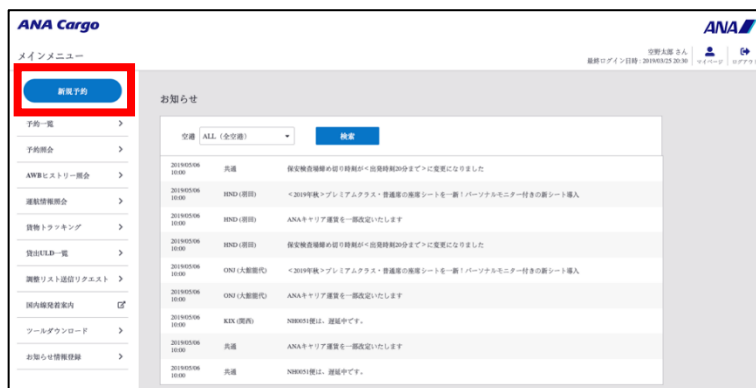 ANA Cargo
ANA
メインメニュー
空野太郎 さん
最終ログイン日時 : 2019/03/25 20:30
マイページ
ログアウト
新規予約
予約一覧
予約照会
AWBヒストリー照会
運航情報照会
貨物トラッキング
貸出ULD一覧
調整リスト送信リクエスト
国内線発着案内
ツールダウンロード
お知らせ情報登録
お知らせ
空港 ALL (全空港) 検索
2019/05/06 10:00 共通 保安検査場締め切り時刻が<出発時刻20分まで>に変更になりました
2019/05/06 10:00 HND (羽田) <2019年秋>プレミアムクラス・普通席の座席シートを一新！パーソナルモニター付きの新シート導入
2019/05/06 10:00 HND (羽田) ANAキャリア運賃を一部改定いたします
2019/05/06 10:00 HND (羽田) 保安検査場締め切り時刻が<出発時刻20分まで>に変更になりました
2019/05/06 10:00 ONJ (大館能代) <2019年秋>プレミアムクラス・普通席の座席シートを一新！パーソナルモニター付きの新シート導入
2019/05/06 10:00 ONJ (大館能代) ANAキャリア運賃を一部改定いたします
2019/05/06 10:00 KIX (関西) NH0051便は、遅延中です。
2019/05/06 10:00 共通 ANAキャリア運賃を一部改定いたします
2019/05/06 10:00 共通 NH0051便は、遅延中です。